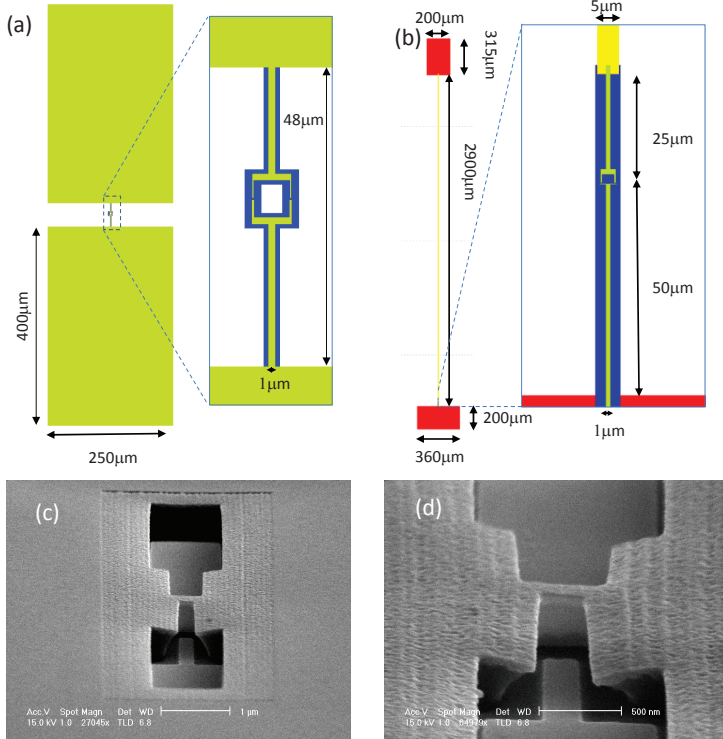 (a)
48μm
1μm
400μm
250μm
(b)
200μm
315μm
2900μm
200μm
360μm
5μm
25μm
50μm
1μm
(c)
Acc.V Spot Magn Det WD
15.0 kV 1.0 27045x TLD 6.8
1 μm
(d)
Acc.V Spot Magn Det WD
15.0 kV 1.0 64979x TLD 6.8
500 nm